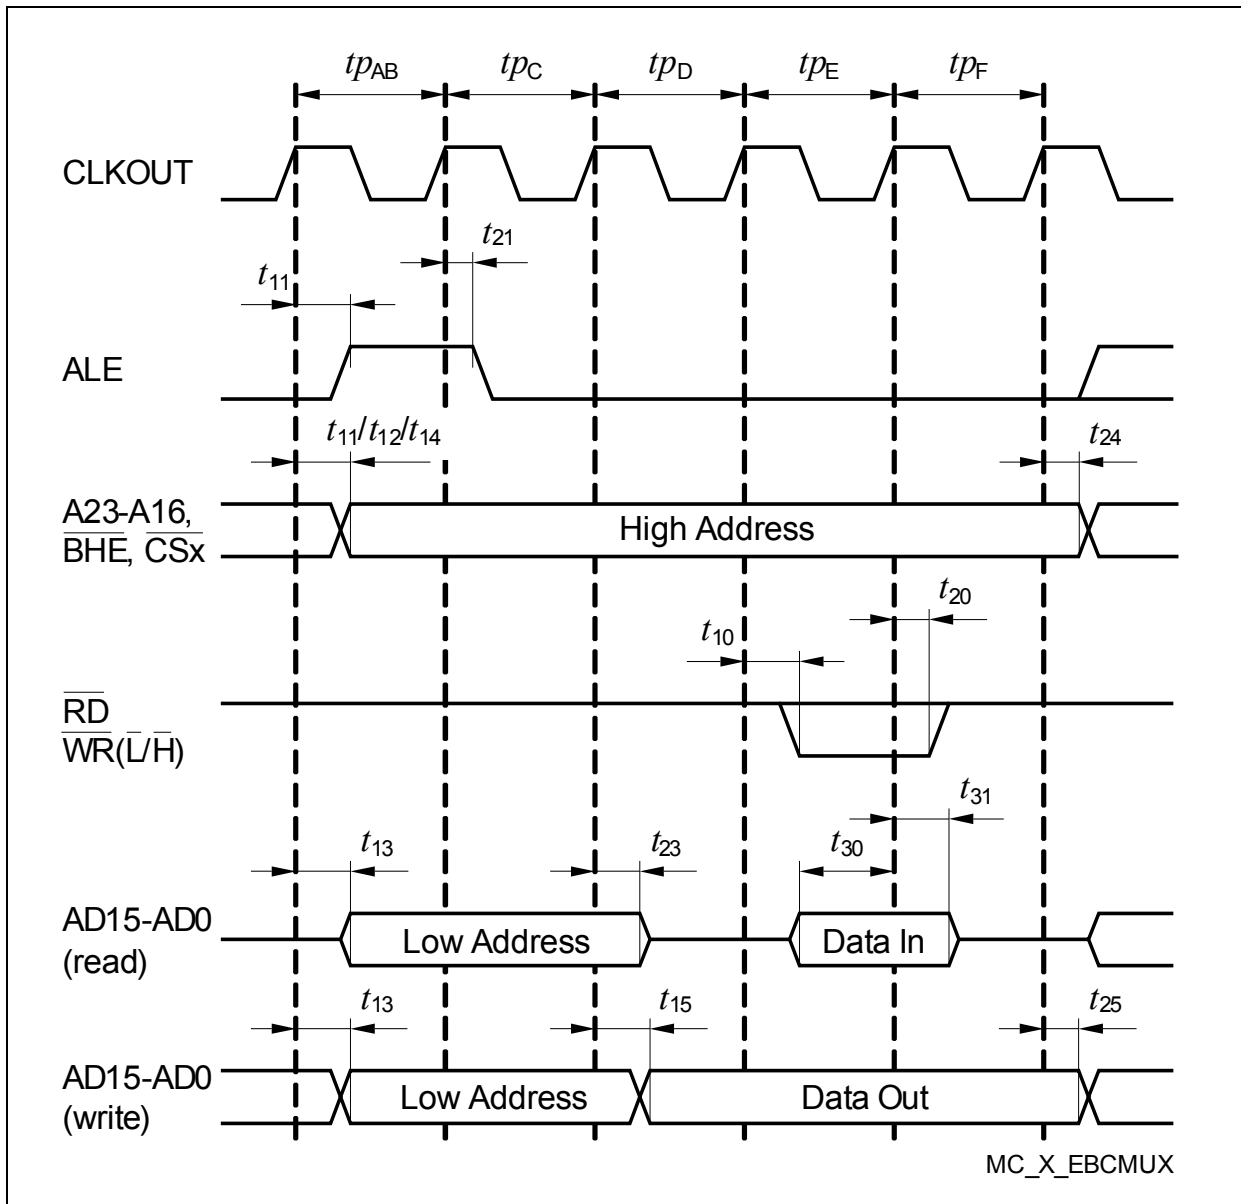 tpAB tpC tpD tpE tpF
CLKOUT
t21
t11
ALE
t11/t12/t14
t24
A23-A16,
BHE, CSx
High Address
t20
t10
RD
WR(L/H)
t31
t13 t23 t30
AD15-AD0
(read)
Low Address Data In
t13 t15 t25
AD15-AD0
(write)
Low Address Data Out
MC_X_EBCMUX